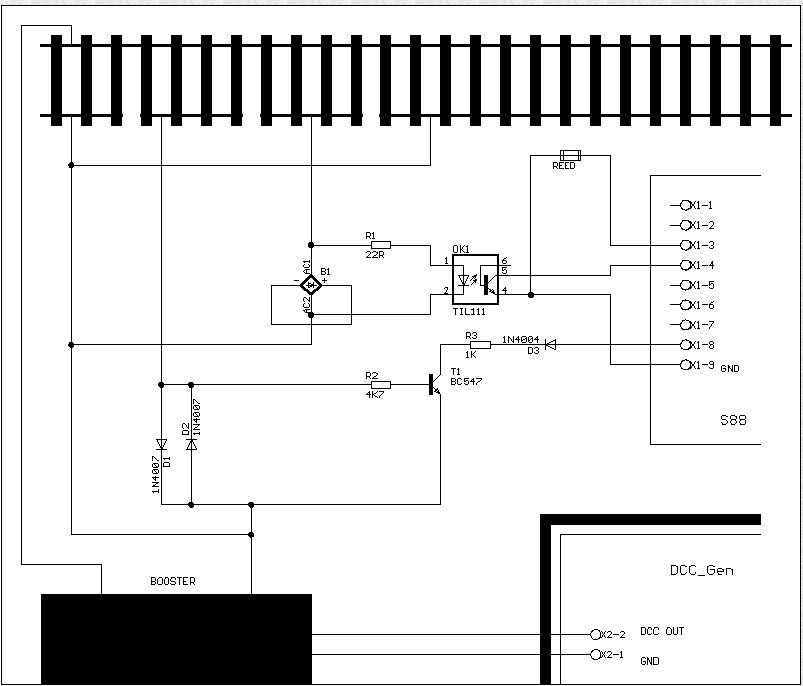 REED
X1-1
X1-2
X1-3
X1-4
X1-5
X1-6
X1-7
X1-8
X1-9 GND
S88
R1
22R
OK1
1
2
6
5
4
TIL111
AC1
B1
- +
AC2
R3
1K
1N4004
D3
R2
4K7
T1
BC547
D2
1N4007
1N4007
D1
BOOSTER
DCC_Gen
X2-2 DCC OUT
X2-1 GND